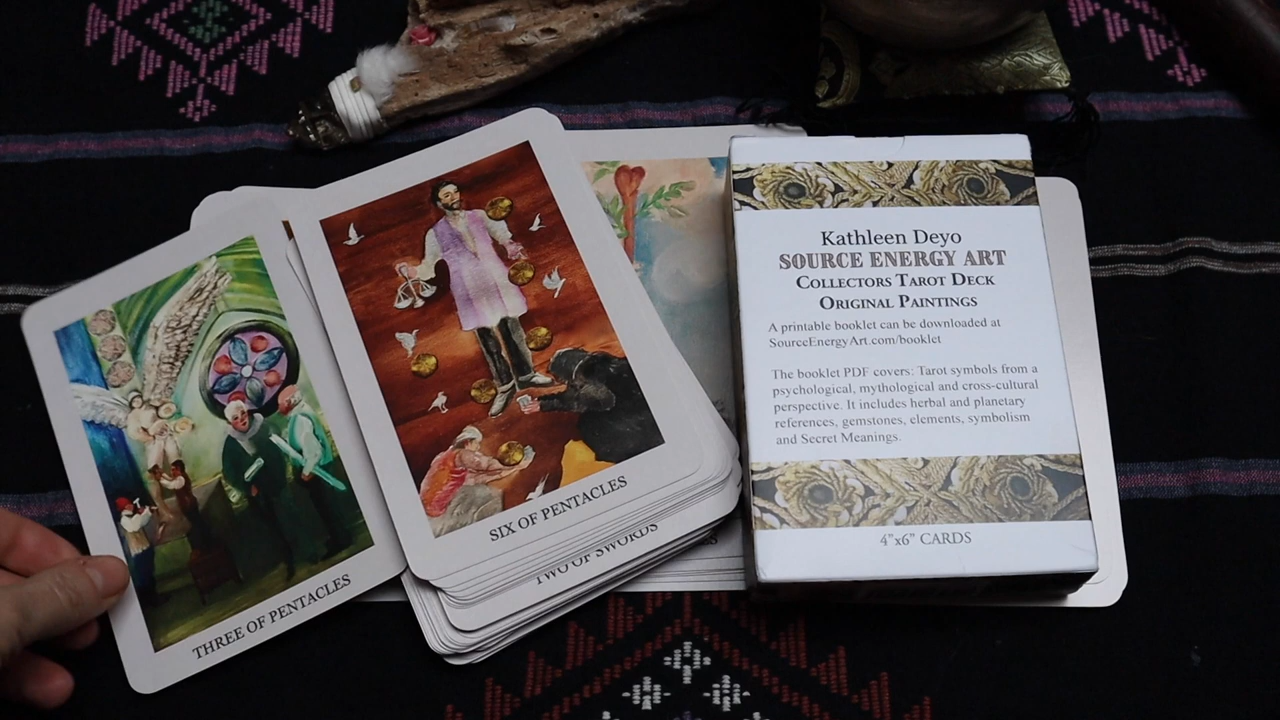 THREE OF PENTACLES
SIX OF PENTACLES
TWO OF SWORDS
Kathleen Deyo
SOURCE ENERGY ART
COLLECTORS TAROT DECK
ORIGINAL PAINTINGS
A printable booklet can be downloaded at
SourceEnergyArt.com/booklet
The booklet PDF covers: Tarot symbols from a
psychological, mythological and cross-cultural
perspective. It includes herbal and planetary
references, gemstones, elements, symbolism
and Secret Meanings.
4”x6” CARDS